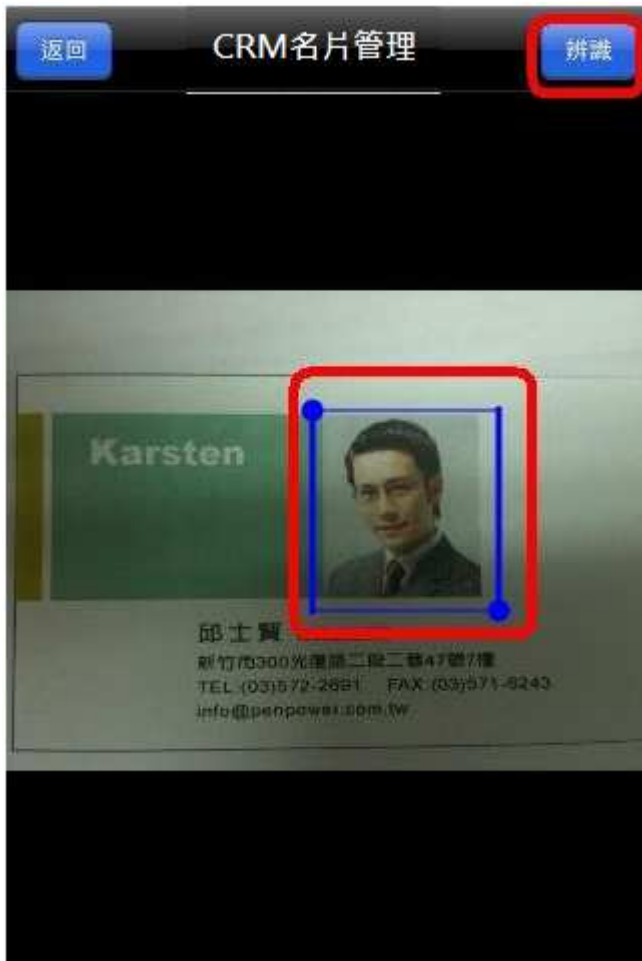 返回
CRM名片管理
辨識
Karsten
邱士賢
新竹市300光復路二段二巷47號7樓
TEL:(03)572-2691 FAX:(03)571-6243
info@penpower.com.tw